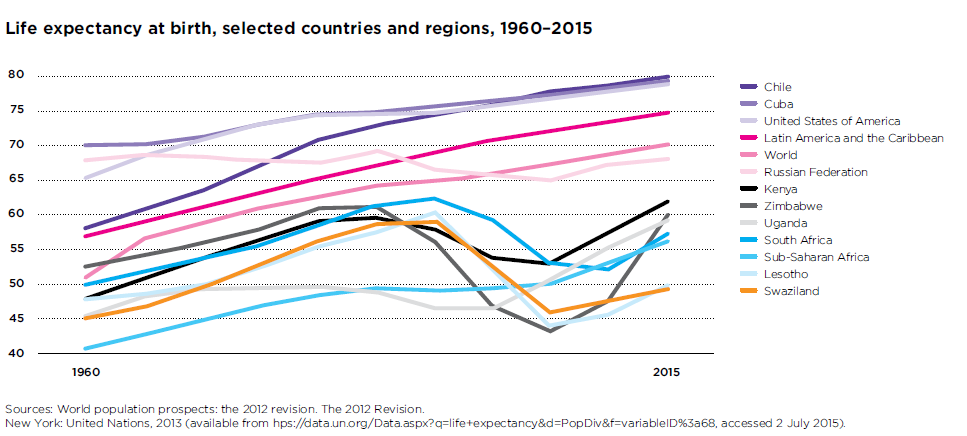 Life expectancy at birth, selected countries and regions, 1960–2015
80
75
70
65
60
55
50
45
40
1960
2015
Chile
Cuba
United States of America
Latin America and the Caribbean
World
Russian Federation
Kenya
Zimbabwe
Uganda
South Africa
Sub-Saharan Africa
Lesotho
Swaziland
Sources: World population prospects: the 2012 revision. The 2012 Revision.
New York: United Nations, 2013 (available from hps://data.un.org/Data.aspx?q=life+expectancy&d=PopDiv&f=variableID%3a68, accessed 2 July 2015).